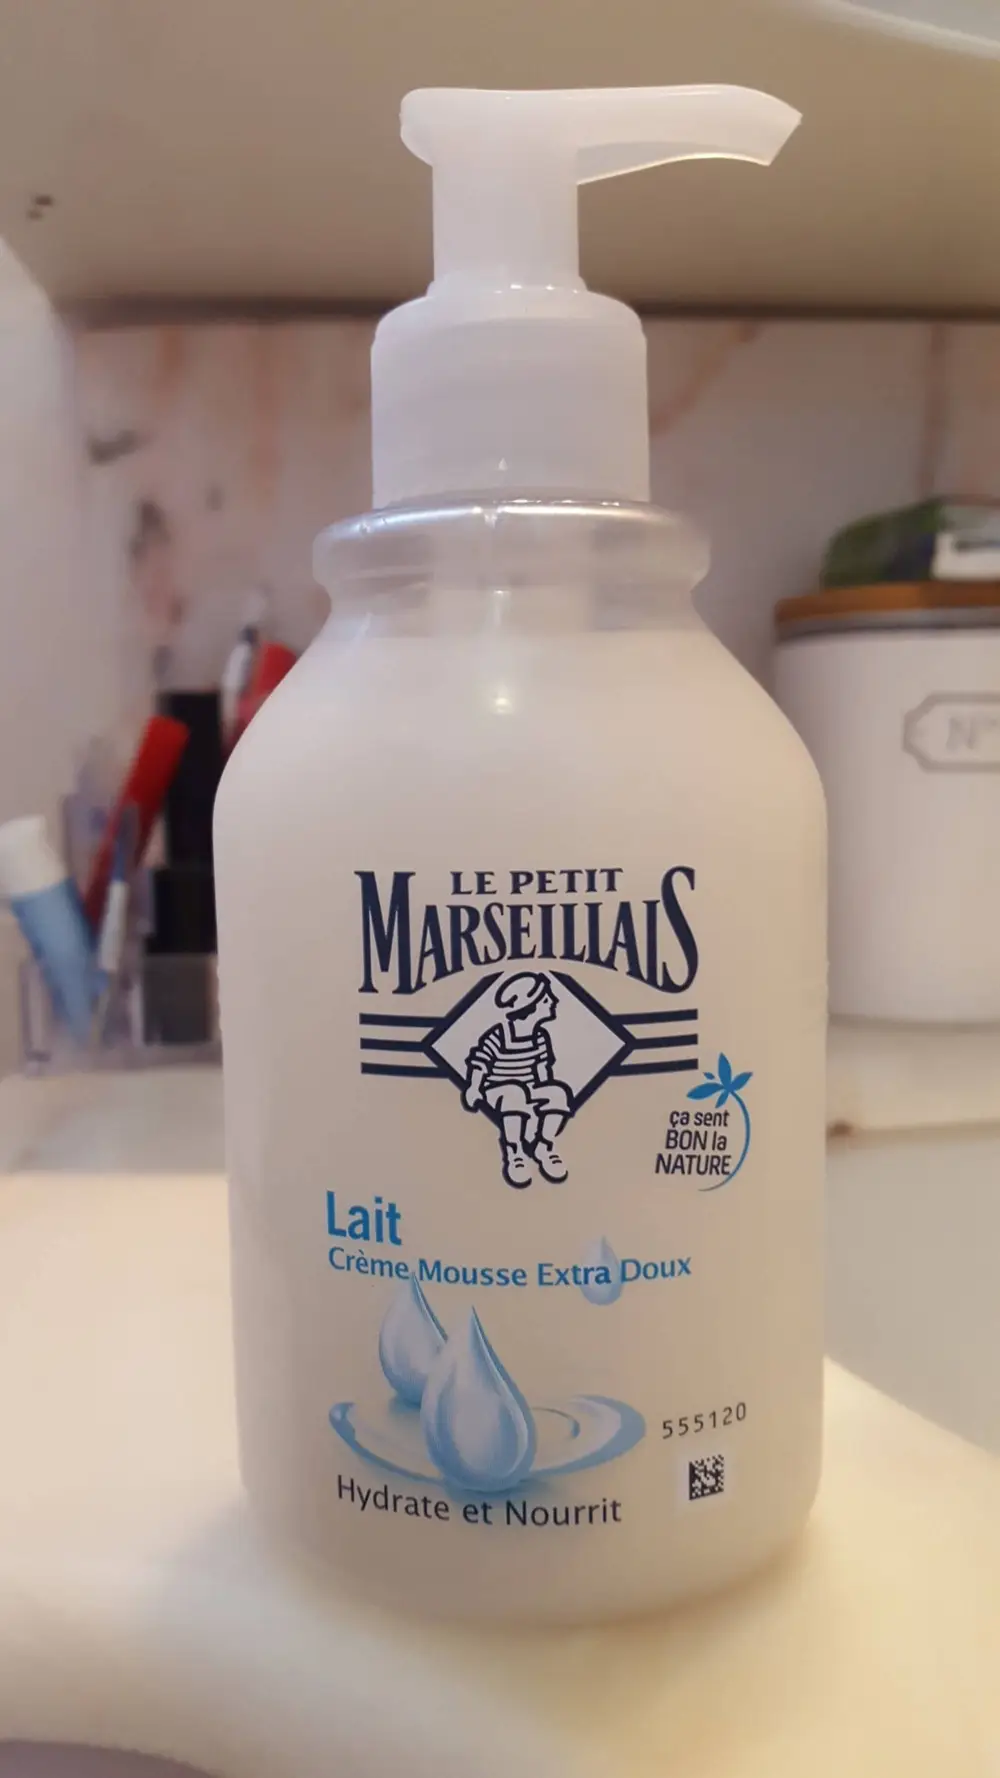 LE PETIT
MARSEILLAIS
ça sent
BON la
NATURE
Lait
Crème Mousse Extra Doux
555120
Hydrate et Nourrit